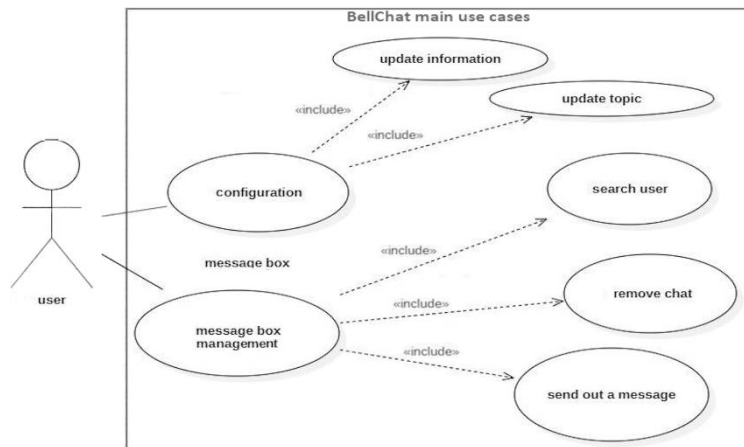 BellChat main use cases
update information
«include»
update topic
«include»
configuration
search user
«include»
message box
user
message box
management
«include»
remove chat
«include»
send out a message